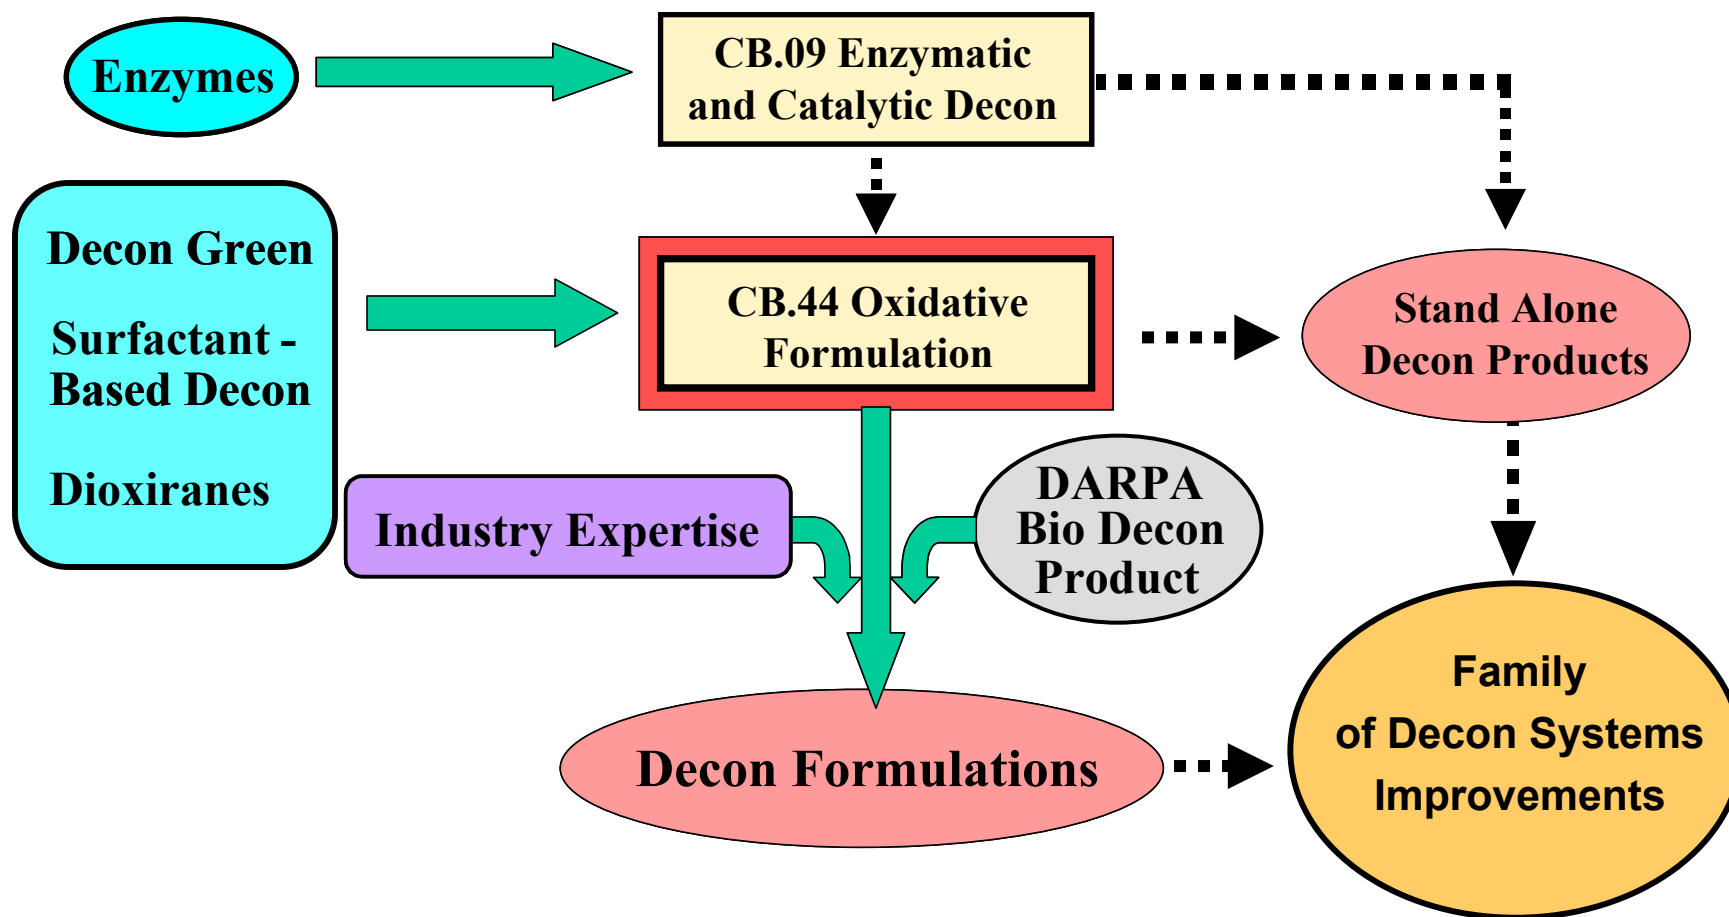 Enzymes
CB.09 Enzymatic
and Catalytic Decon
Decon Green
Surfactant -
Based Decon
Dioxiranes
CB.44 Oxidative
Formulation
Stand Alone
Decon Products
Industry Expertise
DARPA
Bio Decon
Product
Decon Formulations
Family
of Decon Systems
Improvements